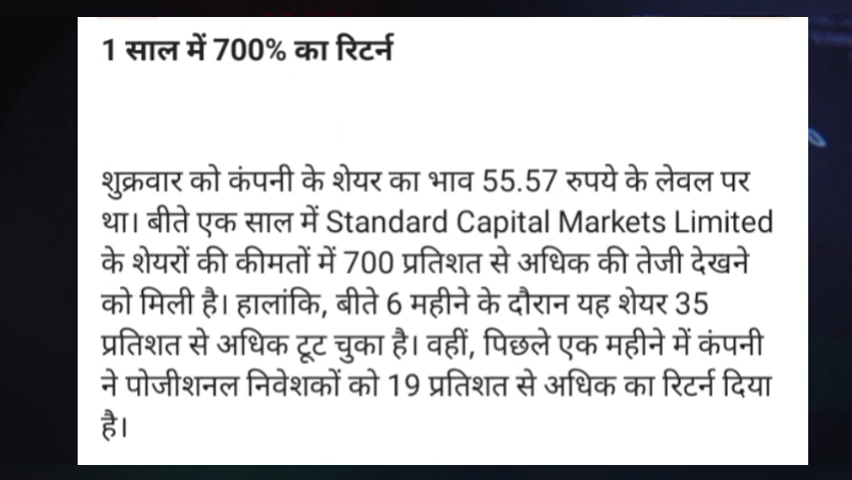 1 साल में 700% का रिटर्न
शुक्रवार को कंपनी के शेयर का भाव 55.57 रुपये के लेवल पर
था। बीते एक साल में Standard Capital Markets Limited
के शेयरों की कीमतों में 700 प्रतिशत से अधिक की तेजी देखने
को मिली है। हालांकि, बीते 6 महीने के दौरान यह शेयर 35
प्रतिशत से अधिक टूट चुका है। वहीं, पिछले एक महीने में कंपनी
ने पोजीशनल निवेशकों को 19 प्रतिशत से अधिक का रिटर्न दिया
है।